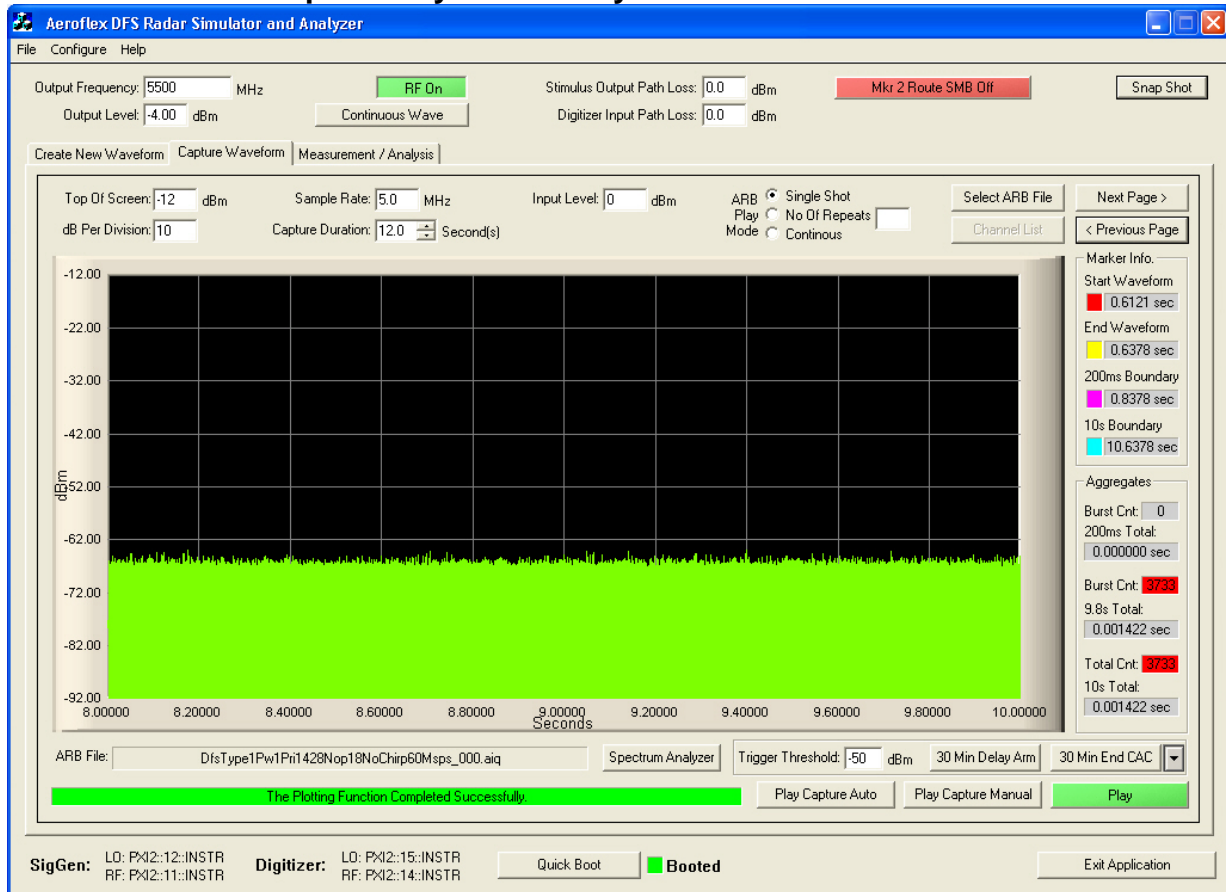 Aeroflex DFS Radar Simulator and Analyzer
File Configure Help
Output Frequency: 5500 MHz RF On Stimulus Output Path Loss: 0.0 dBm Mkr 2 Route SMB Off Snap Shot
Output Level: -4.00 dBm Continuous Wave Digitizer Input Path Loss: 0.0 dBm
Create New Waveform Capture Waveform Measurement / Analysis
Top Of Screen: -12 dBm Sample Rate: 5.0 MHz Input Level: 0 dBm ARB Play Mode Single Shot Select ARB File Next Page >
dB Per Division: 10 Capture Duration: 12.0 Second(s) No Of Repeats Continous Channel List < Previous Page
Marker Info.
Start Waveform
0.6121 sec
End Waveform
0.6378 sec
200ms Boundary
0.8378 sec
10s Boundary
10.6378 sec
Aggregates
Burst Cnt: 0
200ms Total:
0.000000 sec
Burst Cnt: 3733
9.8s Total:
0.001422 sec
Total Cnt: 3733
10s Total:
0.001422 sec
-12.00
-22.00
-32.00
-42.00
-52.00
-62.00
-72.00
-82.00
-92.00
dBm
8.00000 8.20000 8.40000 8.60000 8.80000 9.00000 9.20000 9.40000 9.60000 9.80000 10.00000
Seconds
ARB File: DfsType1Pw1Pri1428Nop18NoChirp60Msps_000.aiq Spectrum Analyzer Trigger Threshold: -50 dBm 30 Min Delay Arm 30 Min End CAC
The Plotting Function Completed Successfully. Play Capture Auto Play Capture Manual Play
SigGen: LO: PXI2::12::INSTR Digitizer: LO: PXI2::15::INSTR Quick Boot Booted Exit Application
RF: PXI2::11::INSTR RF: PXI2::14::INSTR